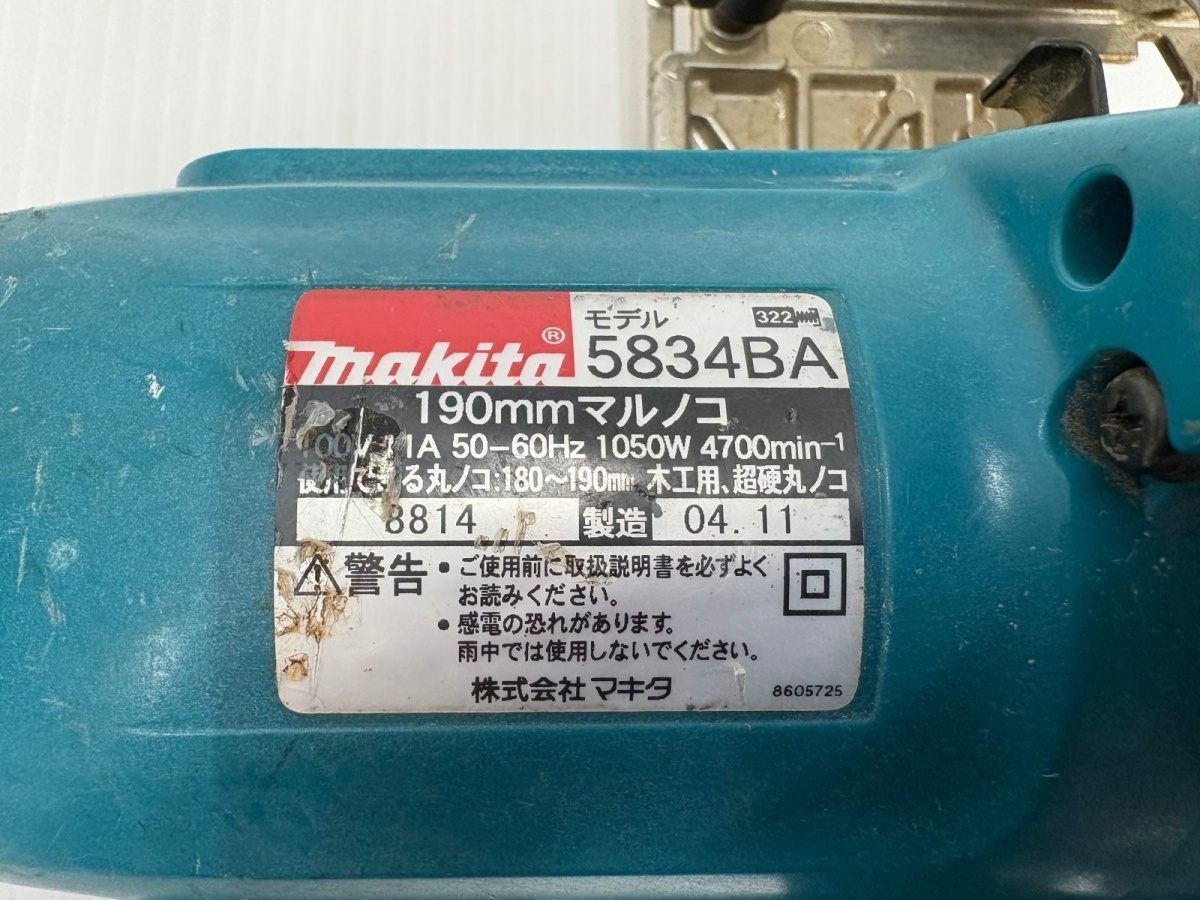 makita®
モデル
322
5834BA
190mmマルノコ
100V 11A 50-60Hz 1050W 4700min-1
使用できる丸ノコ:180〜190mm 木工用、超硬丸ノコ
8814 製造 04.11
警告
・ご使用前に取扱説明書を必ずよく
お読みください。
・感電の恐れがあります。
雨中では使用しないでください。
株式会社マキタ
8605725